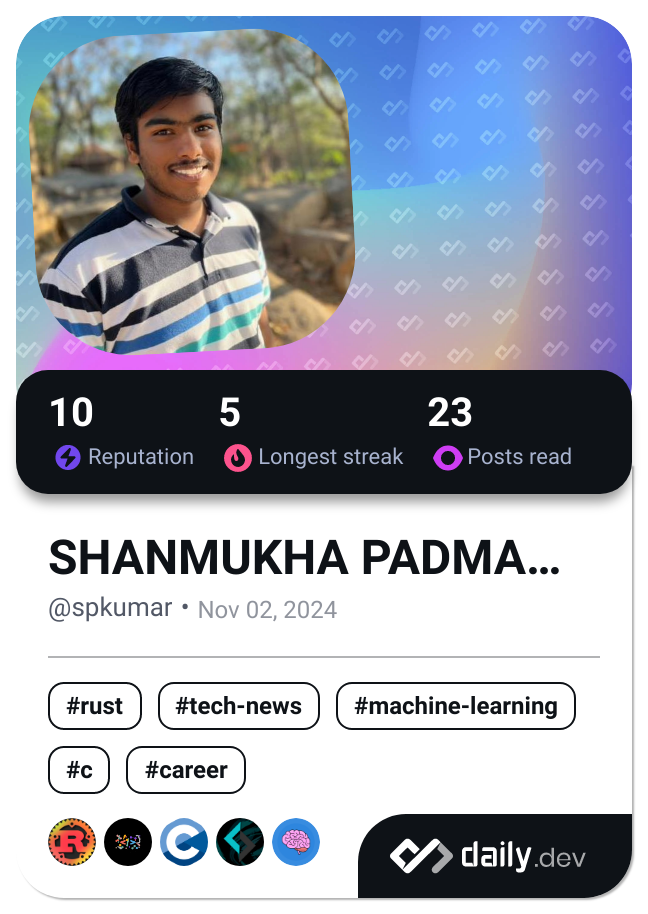 10 5 23
Reputation Longest streak Posts read
SHANMUKHA PADMA...
@spkumar • Nov 02, 2024
#rust #tech-news #machine-learning
#c #career
R C
daily.dev